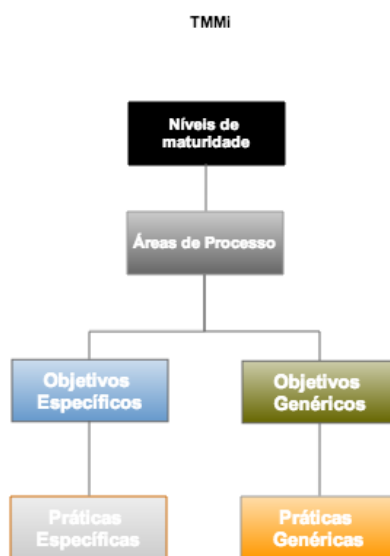 TMMi
Níveis de
maturidade
Áreas de Processo
Objetivos
Específicos
Objetivos
Genéricos
Práticas
Específicas
Práticas
Genéricas